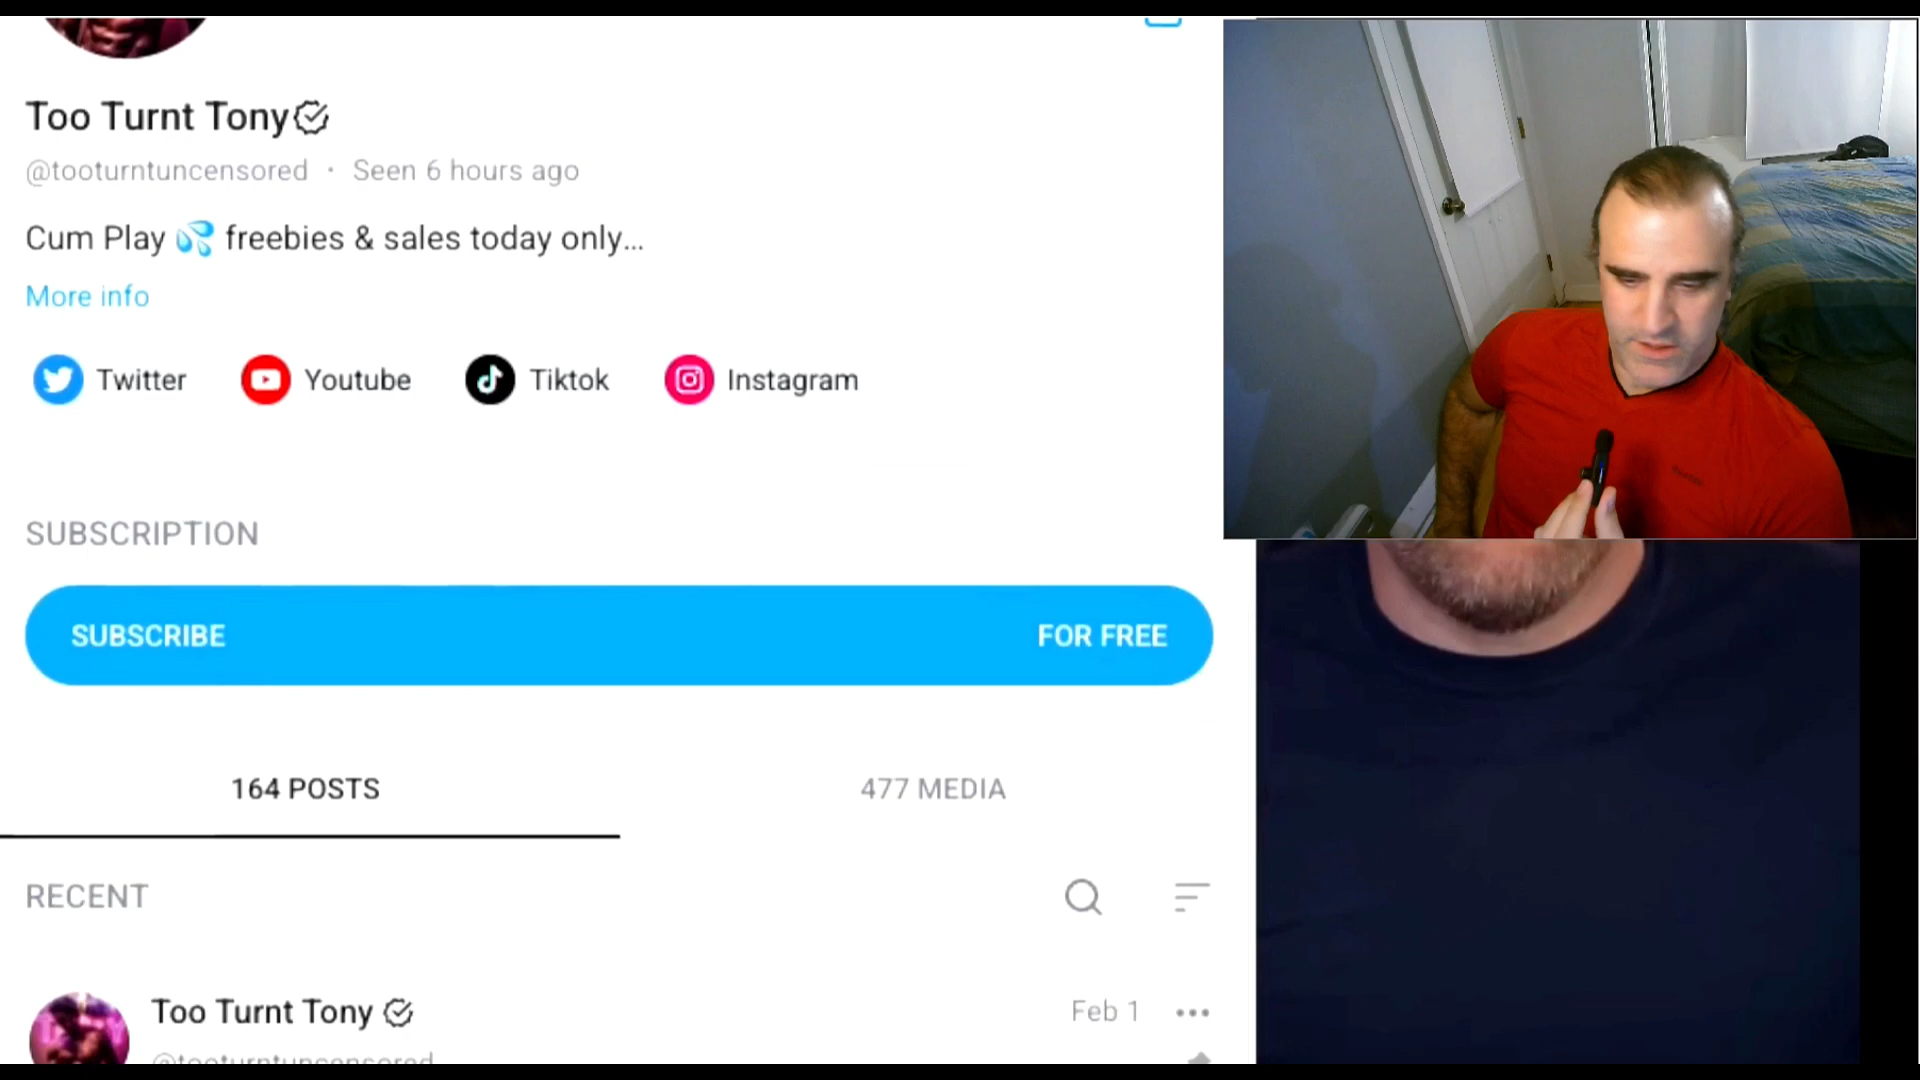 Too Turnt Tony
@tooturntuncensored · Seen 6 hours ago
Cum Play 💦 freebies & sales today only...
More info
Twitter Youtube Tiktok Instagram
SUBSCRIPTION
SUBSCRIBE FOR FREE
164 POSTS 477 MEDIA
RECENT
Too Turnt Tony Feb 1
@tooturntuncensored